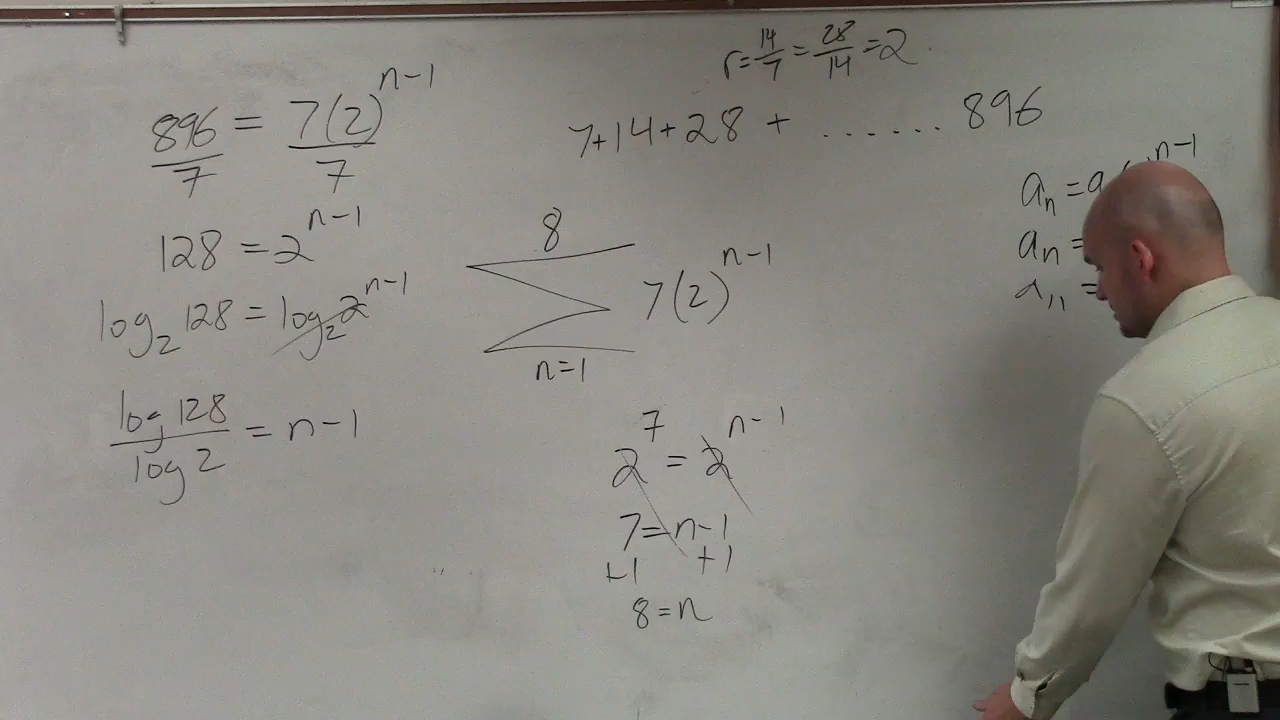 r = 14/7 = 28/14 = 2
7+14+28 + ...... 896
896/7 = 7(2)^{n-1}/7
128 = 2^{n-1}
log_2 128 = log_2 2^{n-1}
log 128/log 2 = n-1
8
Σ 7(2)^{n-1}
n=1
2^7 = 2^{n-1}
7 = n-1
+1 +1
8 = n
a_n = a n-1
a_n =
a_11 =